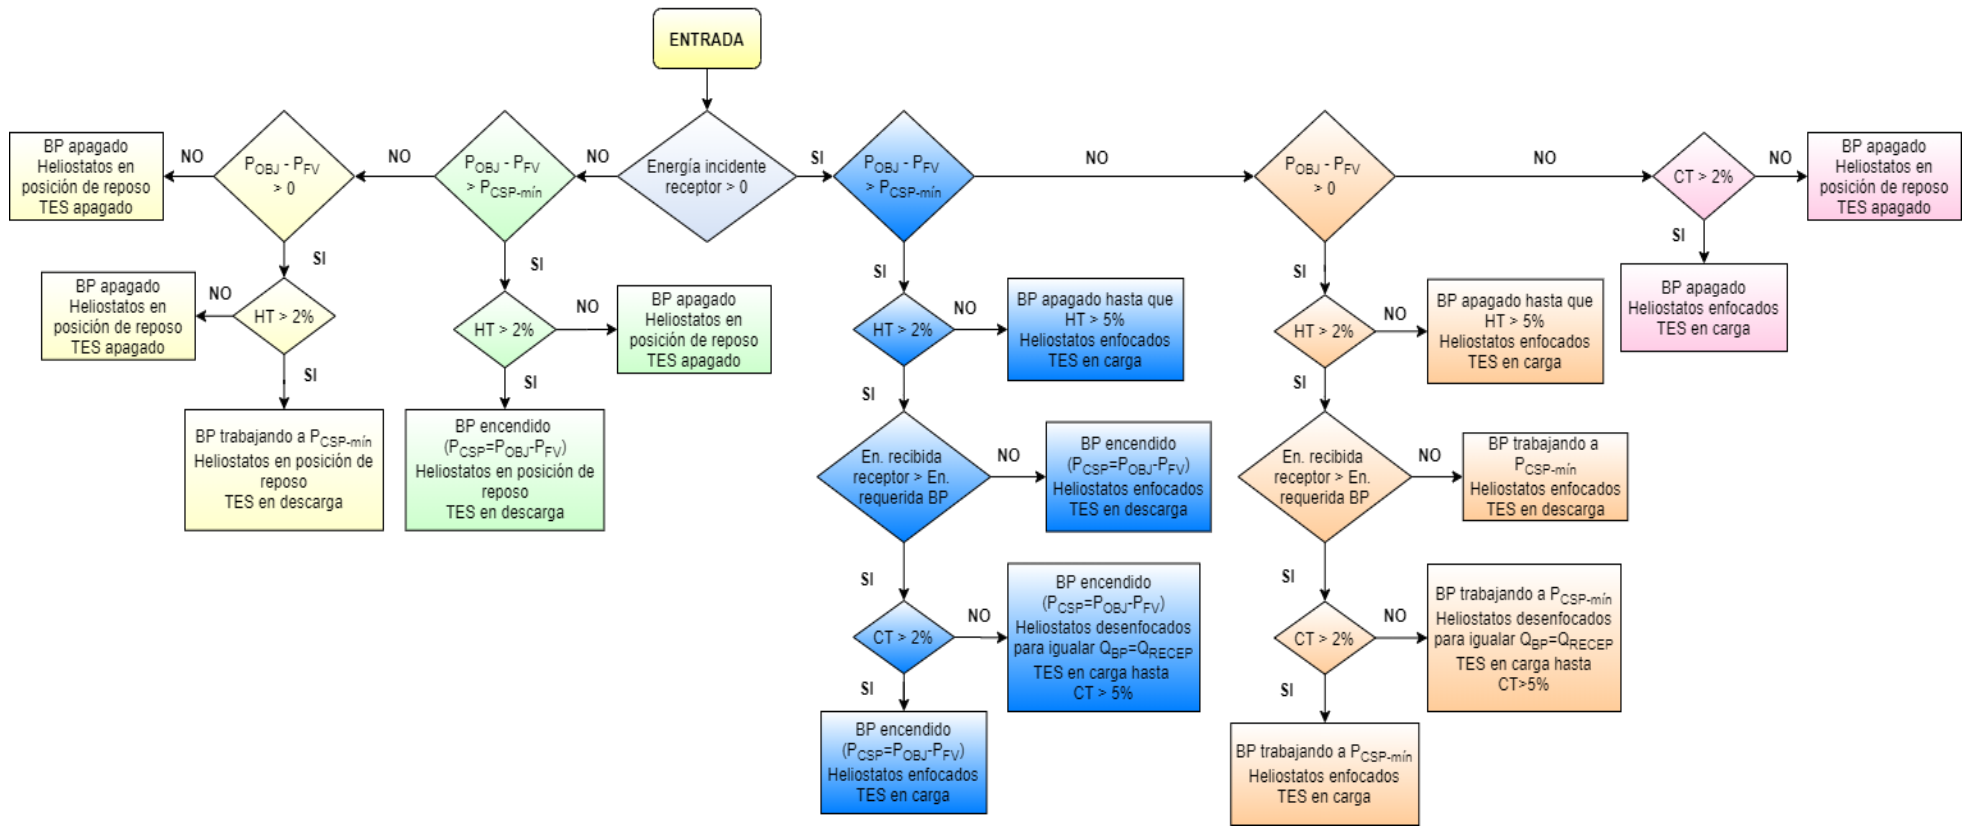 ENTRADA
Energía incidente
receptor > 0
NO
SI
P_OBJ - P_FV
> P_CSP-mín
NO
SI
P_OBJ - P_FV
> 0
NO
SI
BP apagado
Heliostatos en
posición de reposo
TES apagado
HT > 2%
NO
SI
BP apagado
Heliostatos en
posición de reposo
TES apagado
BP trabajando a P_CSP-mín
Heliostatos en posición de
reposo
TES en descarga
HT > 2%
NO
SI
BP apagado
Heliostatos en
posición de reposo
TES apagado
BP encendido
(P_CSP=P_OBJ-P_FV)
Heliostatos en posición de
reposo
TES en descarga
P_OBJ - P_FV
> P_CSP-mín
NO
SI
HT > 2%
NO
SI
BP apagado hasta que
HT > 5%
Heliostatos enfocados
TES en carga
En. recibida
receptor > En.
requerida BP
NO
SI
BP encendido
(P_CSP=P_OBJ-P_FV)
Heliostatos enfocados
TES en descarga
CT > 2%
NO
SI
BP encendido
(P_CSP=P_OBJ-P_FV)
Heliostatos desenfocados
para igualar Q_BP=Q_RECEP
TES en carga hasta
CT > 5%
BP encendido
(P_CSP=P_OBJ-P_FV)
Heliostatos enfocados
TES en carga
P_OBJ - P_FV
> 0
NO
SI
HT > 2%
NO
SI
BP apagado hasta que
HT > 5%
Heliostatos enfocados
TES en carga
En. recibida
receptor > En.
requerida BP
NO
SI
BP trabajando a
P_CSP-mín
Heliostatos enfocados
TES en descarga
CT > 2%
NO
SI
BP trabajando a P_CSP-mín
Heliostatos desenfocados
para igualar Q_BP=Q_RECEP
TES en carga hasta
CT>5%
BP trabajando a P_CSP-mín
Heliostatos enfocados
TES en carga
CT > 2%
NO
SI
BP apagado
Heliostatos en
posición de reposo
TES apagado
BP apagado
Heliostatos enfocados
TES en carga